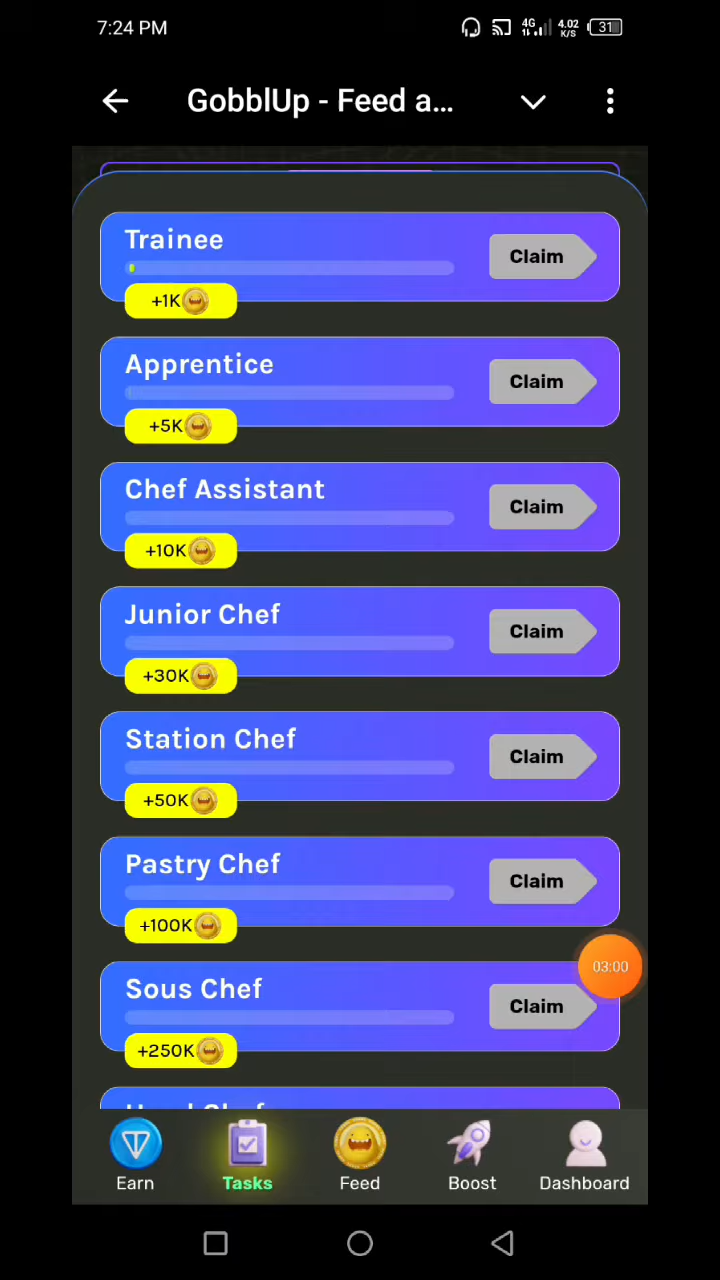 7:24 PM
4G
4.02
K/S
31
GobblUp - Feed a...
Trainee
Claim
+1K
Apprentice
Claim
+5K
Chef Assistant
Claim
+10K
Junior Chef
Claim
+30K
Station Chef
Claim
+50K
Pastry Chef
Claim
+100K
03:00
Sous Chef
Claim
+250K
Earn
Tasks
Feed
Boost
Dashboard